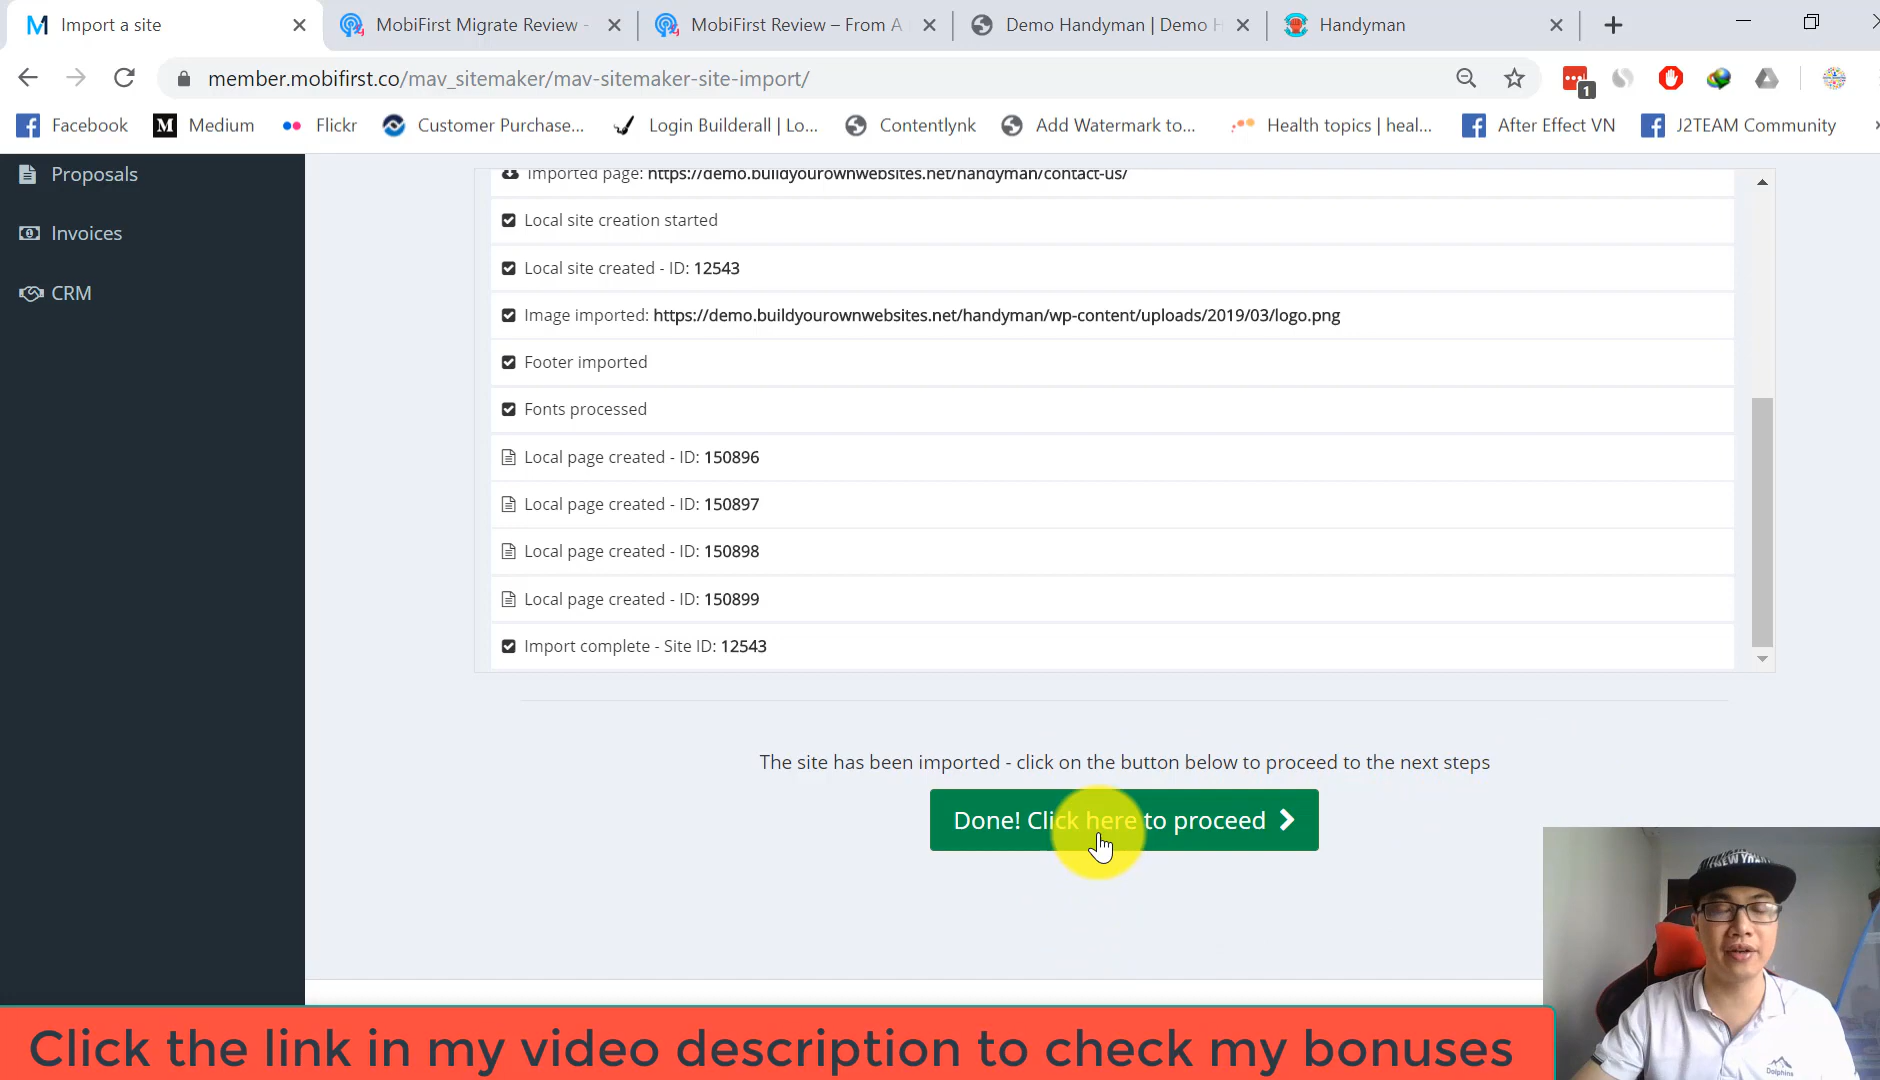 Import a site
MobiFirst Migrate Review -
MobiFirst Review – From A
Demo Handyman | Demo H
Handyman
member.mobifirst.co/mav_sitemaker/mav-sitemaker-site-import/
1
Facebook
M Medium
Flickr
Customer Purchase...
Login Builderall | Lo...
Contentlynk
Add Watermark to...
Health topics | heal...
After Effect VN
J2TEAM Community
Proposals
Invoices
CRM
Imported page: https://demo.buildyourownwebsites.net/handyman/contact-us/
Local site creation started
Local site created - ID: 12543
Image imported: https://demo.buildyourownwebsites.net/handyman/wp-content/uploads/2019/03/logo.png
Footer imported
Fonts processed
Local page created - ID: 150896
Local page created - ID: 150897
Local page created - ID: 150898
Local page created - ID: 150899
Import complete - Site ID: 12543
The site has been imported - click on the button below to proceed to the next steps
Done! Click here to proceed
NEW YORK
Dolphins
Click the link in my video description to check my bonuses